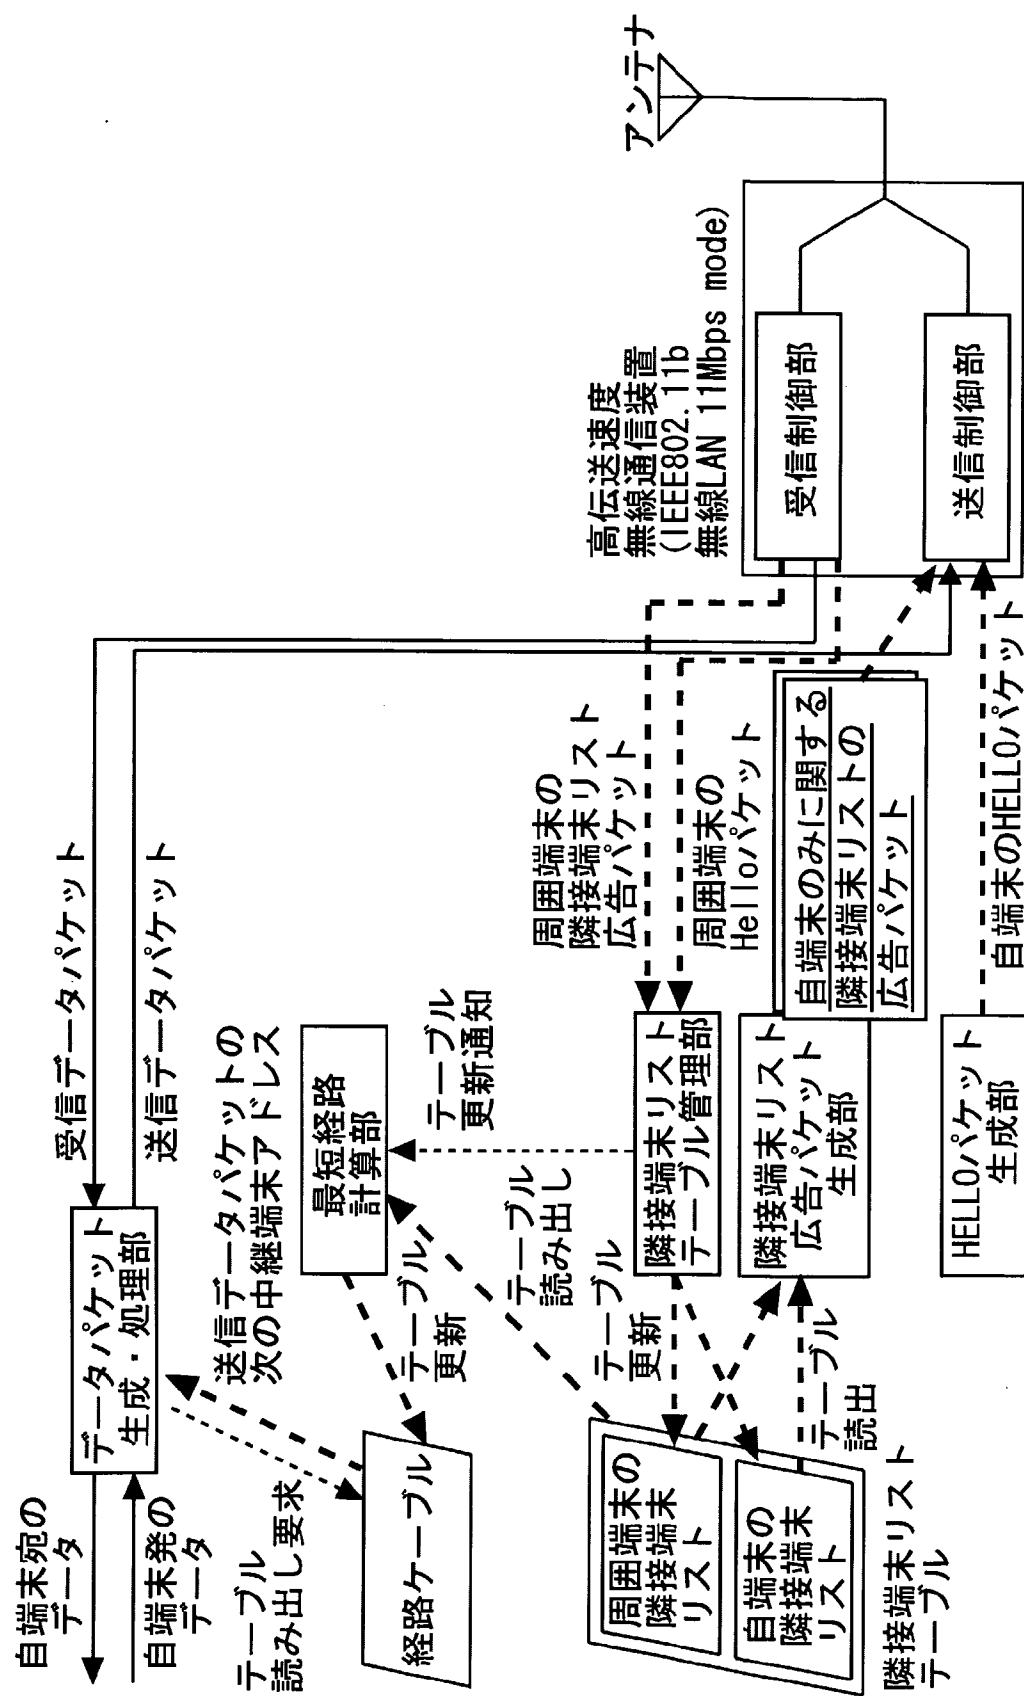 自端末宛の
データ
自端末発の
データ
データパケット
生成・処理部
受信データパケット
送信データパケット
テーブル
読み出し要求
送信データパケットの
次の中継端末アドレス
経路ケーブル
テーブル
更新
最短経路
計算部
テーブル
更新通知
テーブル
読み出し
周囲端末の
隣接端末リスト
広告パケット
高伝送速度
無線通信装置
(IEEE802.11b
無線LAN 11Mbps mode)
アンテナ
受信制御部
送信制御部
周囲端末の
隣接端末
リスト
自端末の
隣接端末
リスト
隣接端末リスト
テーブル
テーブル
更新
隣接端末リスト
テーブル管理部
周囲端末の
Helloパケット
テーブル
読出
隣接端末リスト
広告パケット
生成部
自端末のみに関する
隣接端末リストの
広告パケット
HELLOパケット
生成部
自端末のHELLOパケット